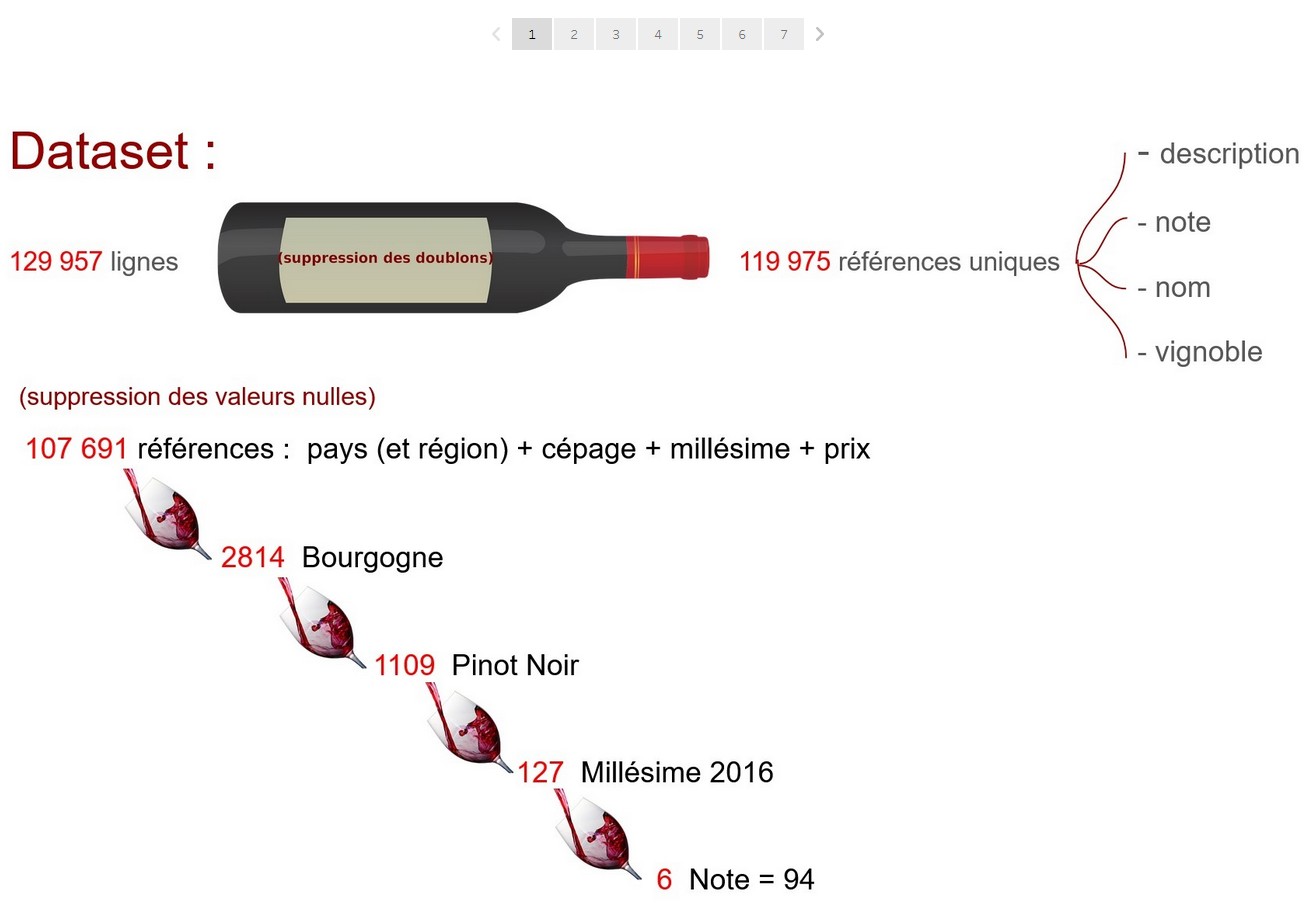 1 2 3 4 5 6 7
Dataset :
- description
- note
129 957 lignes (suppression des doublons) 119 975 références uniques
- nom
- vignoble
(suppression des valeurs nulles)
107 691 références : pays (et région) + cépage + millésime + prix
2814 Bourgogne
1109 Pinot Noir
127 Millésime 2016
6 Note = 94